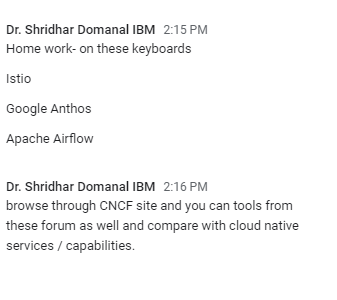 Dr. Shridhar Domanal IBM 2:15 PM
Home work- on these keyboards
Istio
Google Anthos
Apache Airflow
Dr. Shridhar Domanal IBM 2:16 PM
browse through CNCF site and you can tools from
these forum as well and compare with cloud native
services / capabilities.